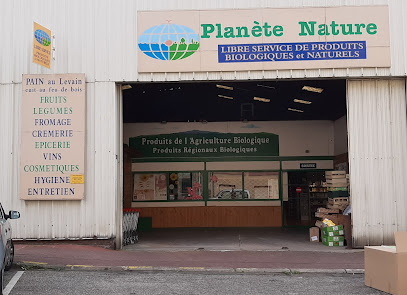 Planète Nature
LIBRE SERVICE DE PRODUITS
BIOLOGIQUES et NATURELS
PAIN au Levain
cuit au feu de bois
FRUITS
LEGUMES
FROMAGE
CREMERIE
EPICERIE
VINS
COSMETIQUES
HYGIENE
ENTRETIEN
Produits de l'Agriculture Biologique
Produits Régionaux Biologiques